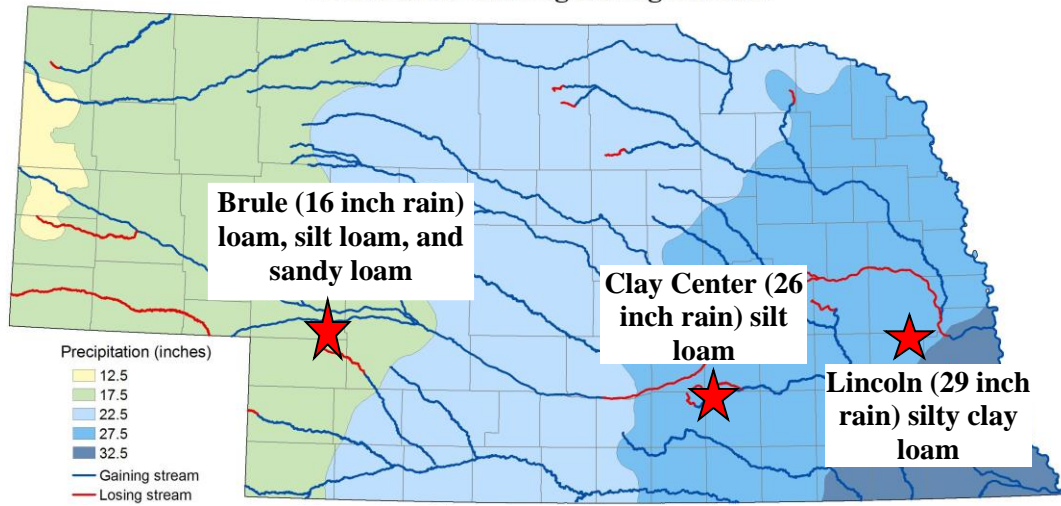 Brule (16 inch rain)
loam, silt loam, and
sandy loam
Clay Center (26
inch rain) silt
loam
Lincoln (29 inch
rain) silty clay
loam
Precipitation (inches)
12.5
17.5
22.5
27.5
32.5
Gaining stream
Losing stream